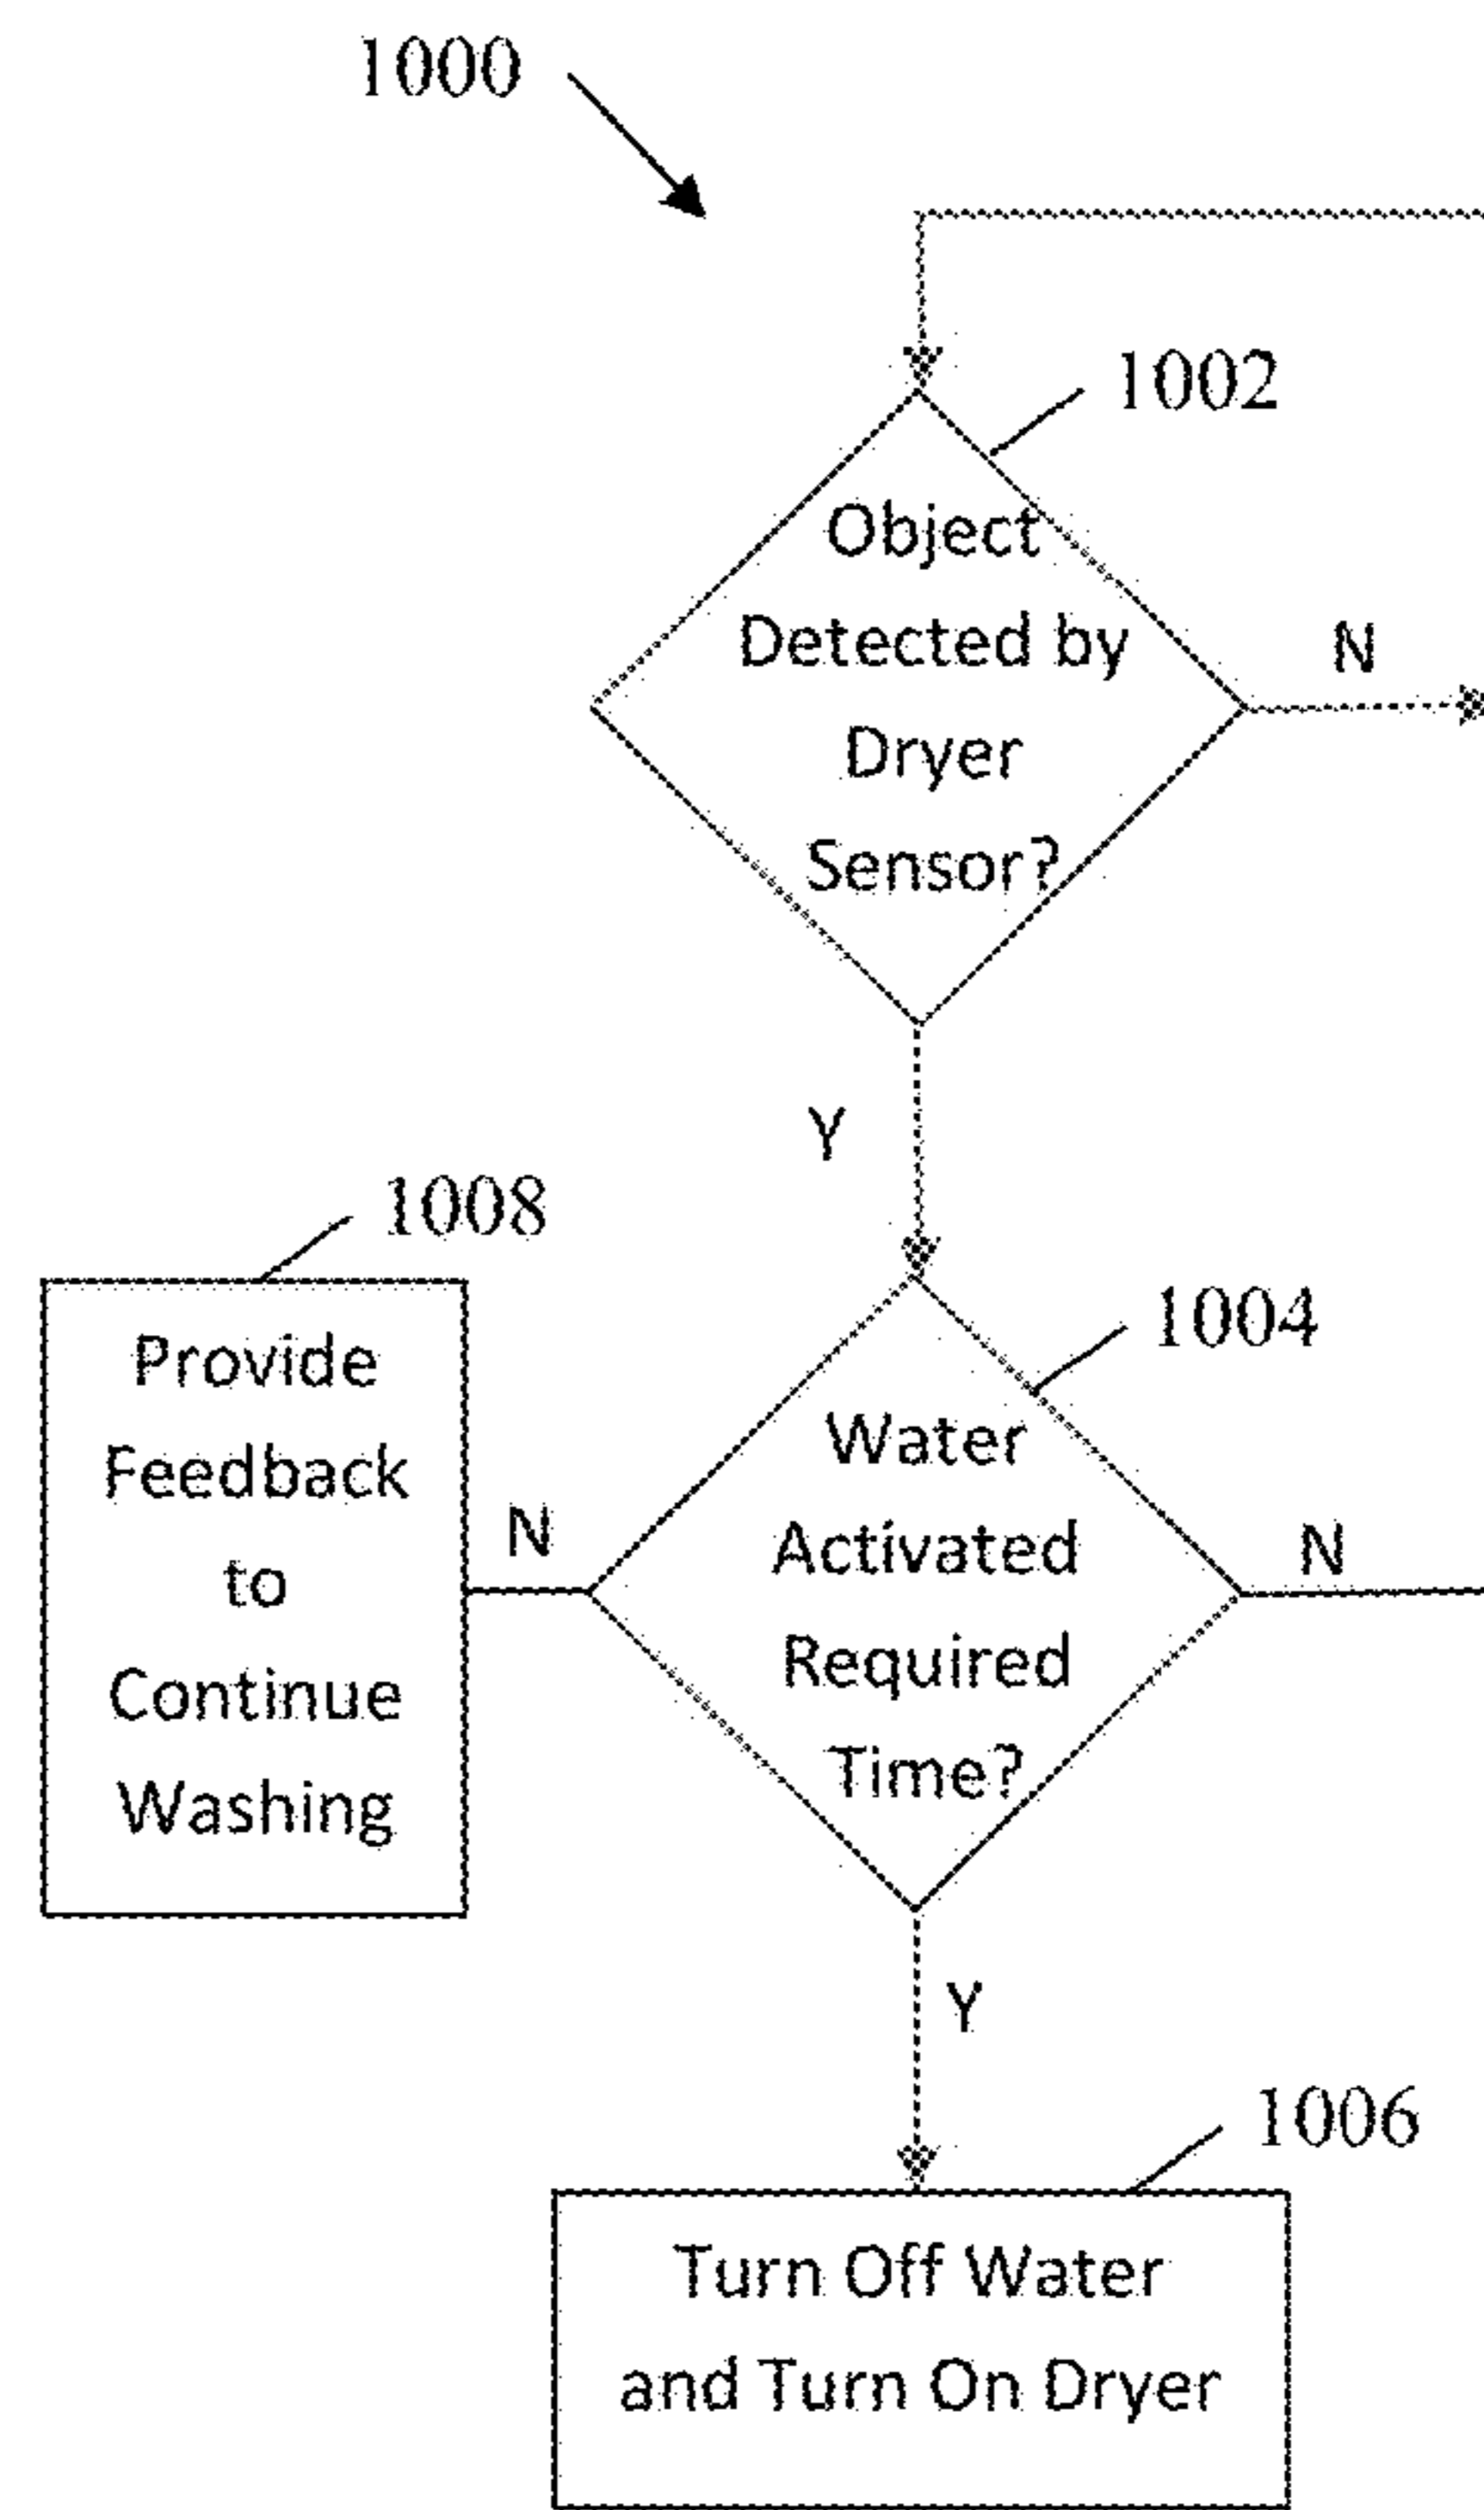 1000
1002
Object
Detected by
Dryer
Sensor?
N
Y
1008
Provide
Feedback
to
Continue
Washing
N
1004
Water
Activated
Required
Time?
N
Y
1006
Turn Off Water
and Turn On Dryer